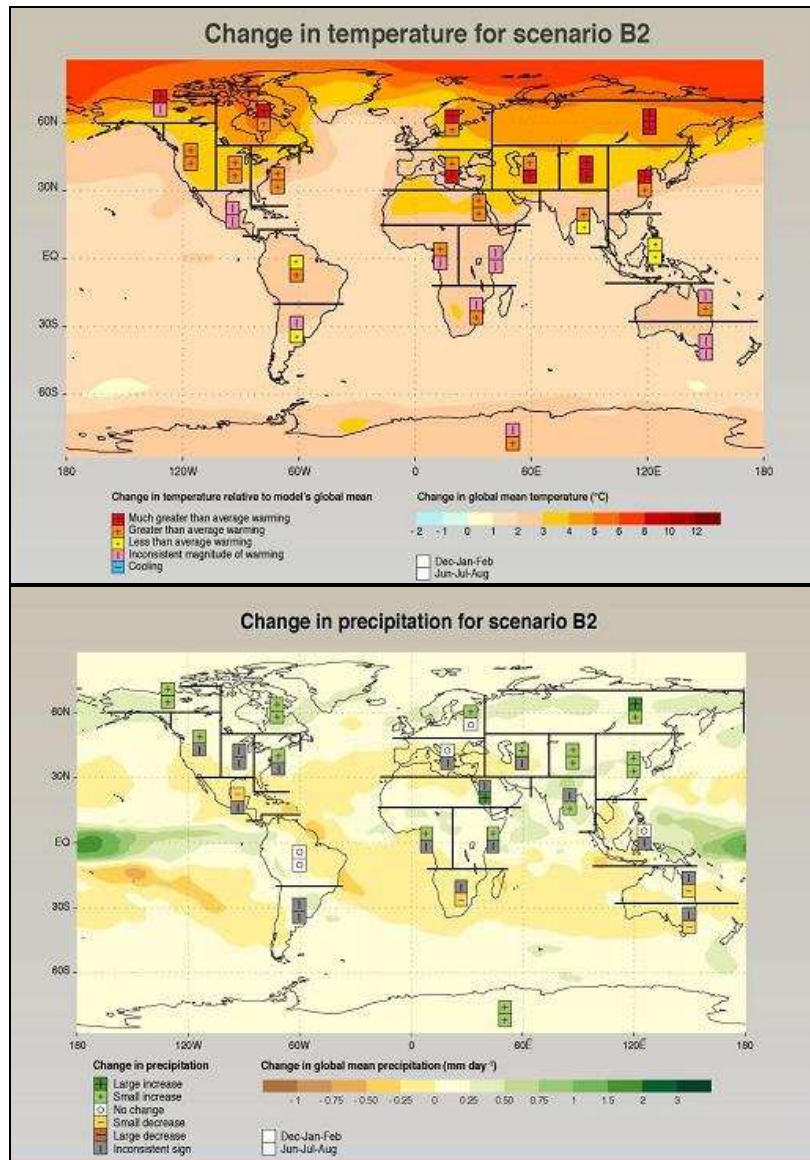 Change in temperature for scenario B2
60N
30N
EQ
30S
60S
180 120W 60W 0 60E 120E 180
Change in temperature relative to model's global mean
Much greater than average warming
Greater than average warming
Less than average warming
Inconsistent magnitude of warming
Cooling
Change in global mean temperature (°C)
-2 -1 0 1 2 3 4 5 6 8 10 12
Dec-Jan-Feb
Jun-Jul-Aug
Change in precipitation for scenario B2
60N
30N
EQ
30S
60S
180 120W 60W 0 60E 120E 180
Change in precipitation
Large increase
Small increase
No change
Small decrease
Large decrease
Inconsistent sign
Change in global mean precipitation (mm day⁻¹)
-1 -0.75 -0.50 -0.25 0 0.25 0.50 0.75 1 1.5 2 3
Dec-Jan-Feb
Jun-Jul-Aug